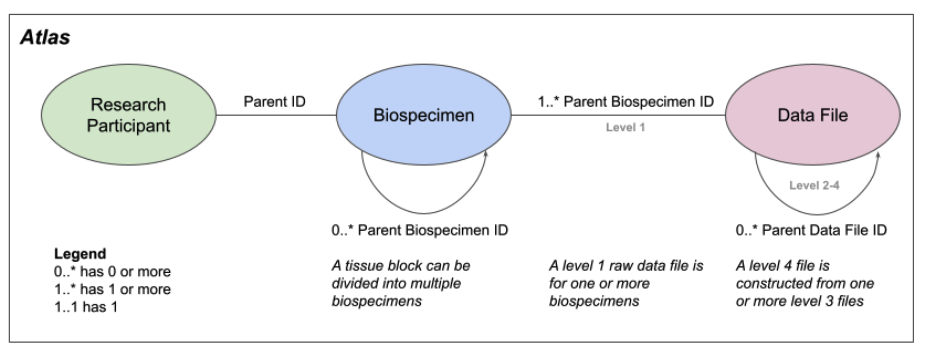 Atlas
Research
Participant
Parent ID
Biospecimen
1..* Parent Biospecimen ID
Level 1
Data File
Level 2-4
0..* Parent Biospecimen ID
0..* Parent Data File ID
Legend
0..* has 0 or more
1..* has 1 or more
1..1 has 1
A tissue block can be
divided into multiple
biospecimens
A level 1 raw data file is
for one or more
biospecimens
A level 4 file is
constructed from one
or more level 3 files